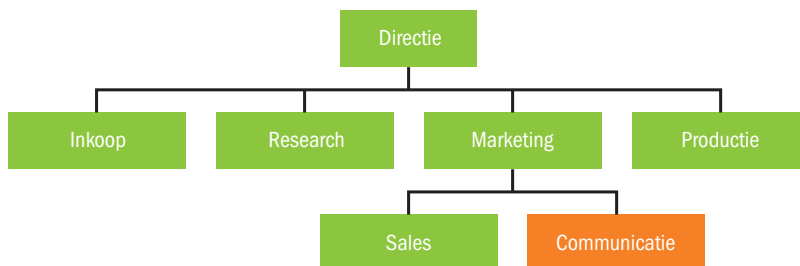 Directie
Inkoop
Research
Marketing
Productie
Sales
Communicatie